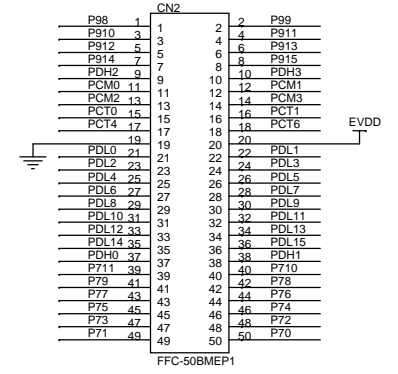 CN2
P98 1 1 2 2 P99
P910 3 3 4 4 P911
P912 5 5 6 6 P913
P914 7 7 8 8 P915
PDH2 9 9 10 10 PDH3
PCM0 11 11 12 12 PCM1
PCM2 13 13 14 14 PCM3
PCT0 15 15 16 16 PCT1
PCT4 17 17 18 18 PCT6
EVDD
19 19 20 20
PDL0 21 21 22 22 PDL1
PDL2 23 23 24 24 PDL3
PDL4 25 25 26 26 PDL5
PDL6 27 27 28 28 PDL7
PDL8 29 29 30 30 PDL9
PDL10 31 31 32 32 PDL11
PDL12 33 33 34 34 PDL13
PDL14 35 35 36 36 PDL15
PDH0 37 37 38 38 PDH1
P711 39 39 40 40 P710
P79 41 41 42 42 P78
P77 43 43 44 44 P76
P75 45 45 46 46 P74
P73 47 47 48 48 P72
P71 49 49 50 50 P70
FFC-50BMEP1